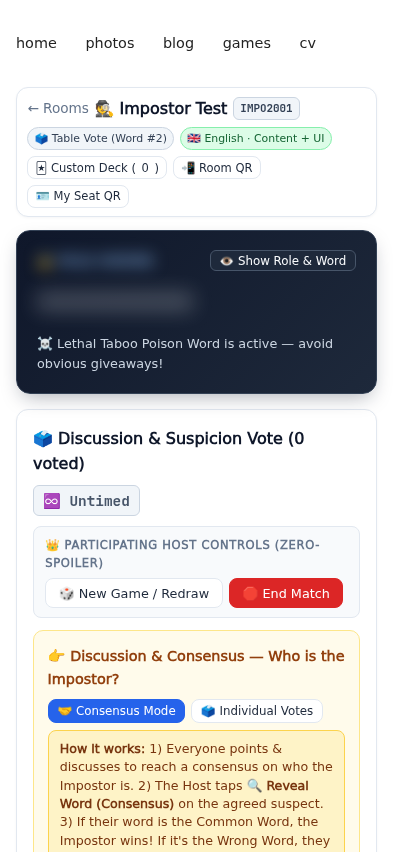 home photos blog games cv
← Rooms 🕵️ Impostor Test IMPO2001
🗳️ Table Vote (Word #2) 🇬🇧 English · Content + UI
🃏 Custom Deck ( 0 ) 📲 Room QR
🪪 My Seat QR
👁️ Show Role & Word
☠️ Lethal Taboo Poison Word is active — avoid
obvious giveaways!
🗳️ Discussion & Suspicion Vote (0
voted)
♾️ Untimed
👑 PARTICIPATING HOST CONTROLS (ZERO-
SPOILER)
🎲 New Game / Redraw 🛑 End Match
👉 Discussion & Consensus — Who is the
Impostor?
🤝 Consensus Mode 🗳️ Individual Votes
How it works: 1) Everyone points &
discusses to reach a consensus on who the
Impostor is. 2) The Host taps 🔍 Reveal
Word (Consensus) on the agreed suspect.
3) If their word is the Common Word, the
Impostor wins! If it's the Wrong Word, they